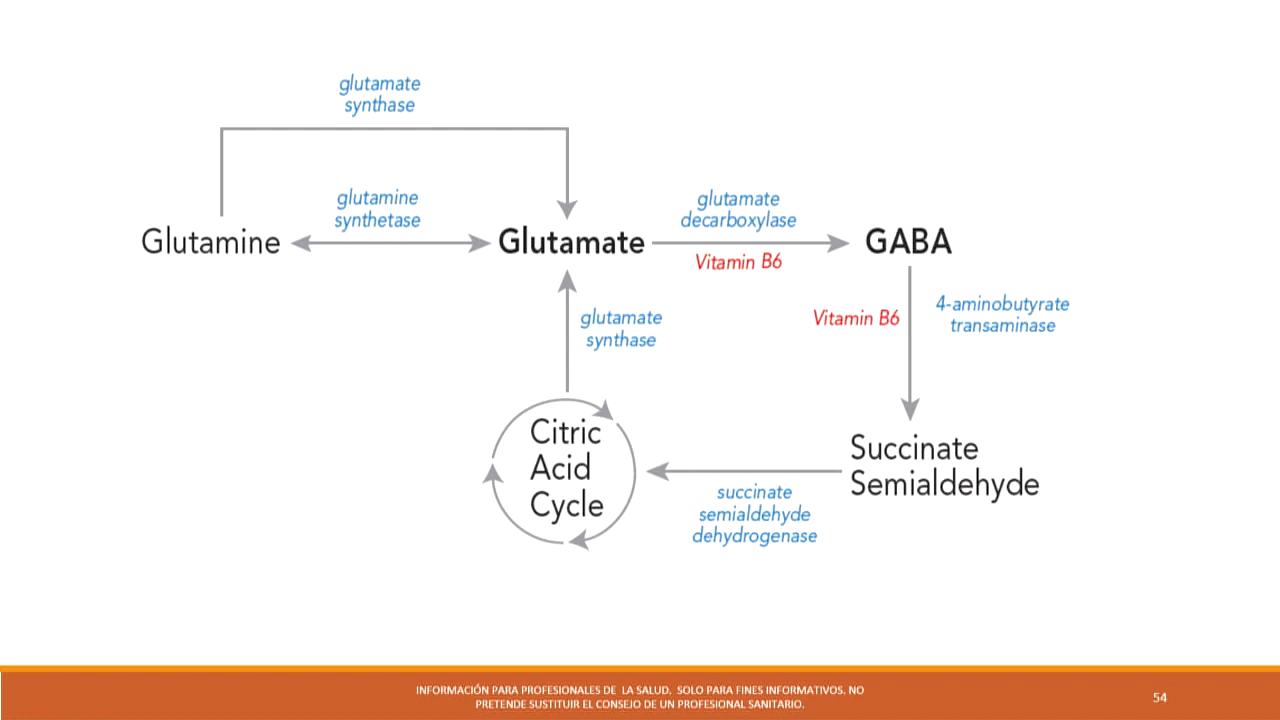 glutamate
synthase
glutamine
synthetase
glutamate
decarboxylase
Glutamine
Glutamate
GABA
Vitamin B6
glutamate
synthase
Vitamin B6
4-aminobutyrate
transaminase
Citric
Acid
Cycle
Succinate
Semialdehyde
succinate
semialdehyde
dehydrogenase
INFORMACIÓN PARA PROFESIONALES DE LA SALUD. SOLO PARA FINES INFORMATIVOS. NO
PRETENDE SUSTITUIR EL CONSEJO DE UN PROFESIONAL SANITARIO.
54